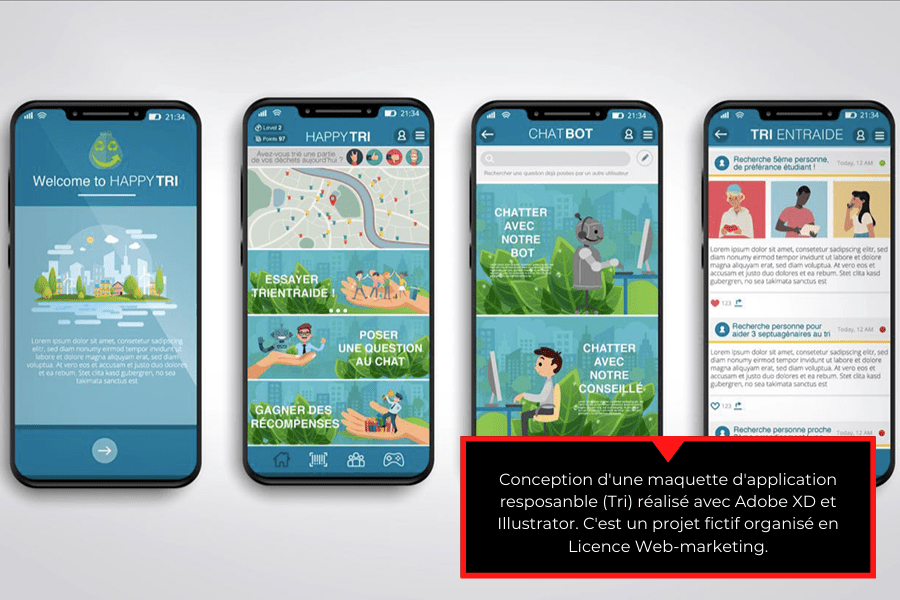 21:34
Welcome to HAPPY TRI
Lorem ipsum dolor sit amet, consetetur sadipscing
elitr, sed diam nonumy eirmod tempor invidunt ut
labore et dolore magna aliquyam erat, sed diam
voluptua. At vero eos et accusam et justo duo dolores
et ea rebum. Stet clita kasd gubergren, no sea
takimata sanctus est
21:34
Level 2
Points 97
HAPPY TRI
Avez-vous trié une partie
de vos déchets aujourd'hui ?
ESSAYER
TRIENTRAIDE !
POSER
UNE QUESTION
AU CHAT
GAGNER DES
RÉCOMPENSES
21:34
CHATBOT
Rechercher une question déjà posées par un autre utilisateur
CHATTER
AVEC
NOTRE
BOT
CHATTER
AVEC
NOTRE
CONSEILLÉ
21:34
TRI ENTRAIDE
Recherche 5ème personne,
de préférance étudiant !
Today, 12 AM
Lorem ipsum dolor sit amet, consetetur sadipscing elitr, sed
diam nonumy eirmod tempor invidunt ut labore et dolore
magna aliquyam erat, sed diam voluptua. At vero eos et
accusam et justo duo dolores et ea rebum. Stet clita kasd
gubergren, no sea takimata sanctus est
123
Recherche personne pour
aider 3 septuagénaires au tri
Today, 12 AM
Lorem ipsum dolor sit amet, consetetur sadipscing elitr, sed
diam nonumy eirmod tempor invidunt ut labore et dolore
magna aliquyam erat, sed diam voluptua. At vero eos et
accusam et justo duo dolores et ea rebum. Stet clita kasd
gubergren, no sea takimata sanctus est
123
Recherche personne proche
Today, 12 AM
Conception d'une maquette d'application
resposanble (Tri) réalisé avec Adobe XD et
Illustrator. C'est un projet fictif organisé en
Licence Web-marketing.